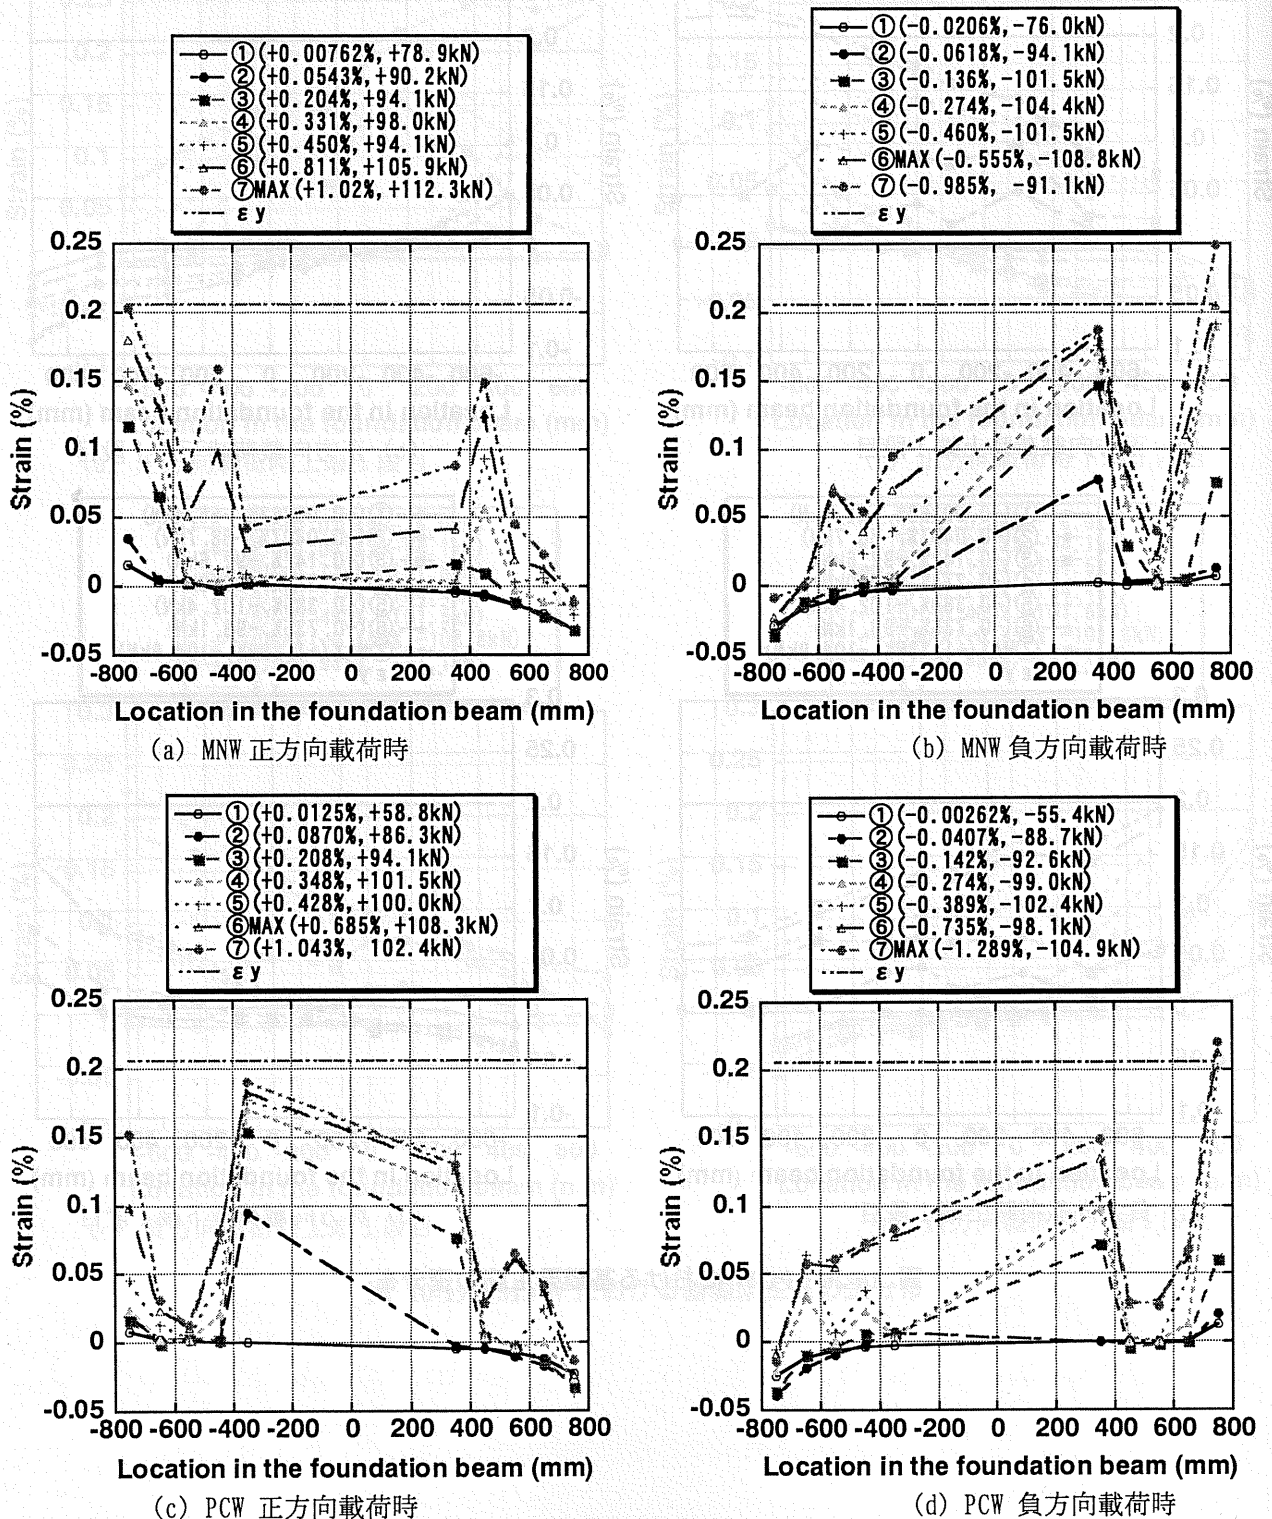 ①(+0.00762%,+78.9kN)
②(+0.0543%,+90.2kN)
③(+0.204%,+94.1kN)
④(+0.331%,+98.0kN)
⑤(+0.450%,+94.1kN)
⑥(+0.811%,+105.9kN)
⑦MAX(+1.02%,+112.3kN)
ε y
0.25
0.2
0.15
0.1
0.05
0
-0.05
Strain (%)
-800 -600 -400 -200 0 200 400 600 800
Location in the foundation beam (mm)
(a) MNW 正方向載荷時
①(-0.0206%,-76.0kN)
②(-0.0618%,-94.1kN)
③(-0.136%,-101.5kN)
④(-0.274%,-104.4kN)
⑤(-0.460%,-101.5kN)
⑥MAX(-0.555%,-108.8kN)
⑦(-0.985%, -91.1kN)
ε y
0.25
0.2
0.15
0.1
0.05
0
-0.05
Strain (%)
-800 -600 -400 -200 0 200 400 600 800
Location in the foundation beam (mm)
(b) MNW 負方向載荷時
①(+0.0125%,+58.8kN)
②(+0.0870%,+86.3kN)
③(+0.208%,+94.1kN)
④(+0.348%,+101.5kN)
⑤(+0.428%,+100.0kN)
⑥MAX(+0.685%,+108.3kN)
⑦(+1.043%, 102.4kN)
ε y
0.25
0.2
0.15
0.1
0.05
0
-0.05
Strain (%)
-800 -600 -400 -200 0 200 400 600 800
Location in the foundation beam (mm)
(c) PCW 正方向載荷時
①(-0.00262%,-55.4kN)
②(-0.0407%,-88.7kN)
③(-0.142%,-92.6kN)
④(-0.274%,-99.0kN)
⑤(-0.389%,-102.4kN)
⑥(-0.735%,-98.1kN)
⑦MAX(-1.289%,-104.9kN)
ε y
0.25
0.2
0.15
0.1
0.05
0
-0.05
Strain (%)
-800 -600 -400 -200 0 200 400 600 800
Location in the foundation beam (mm)
(d) PCW 負方向載荷時